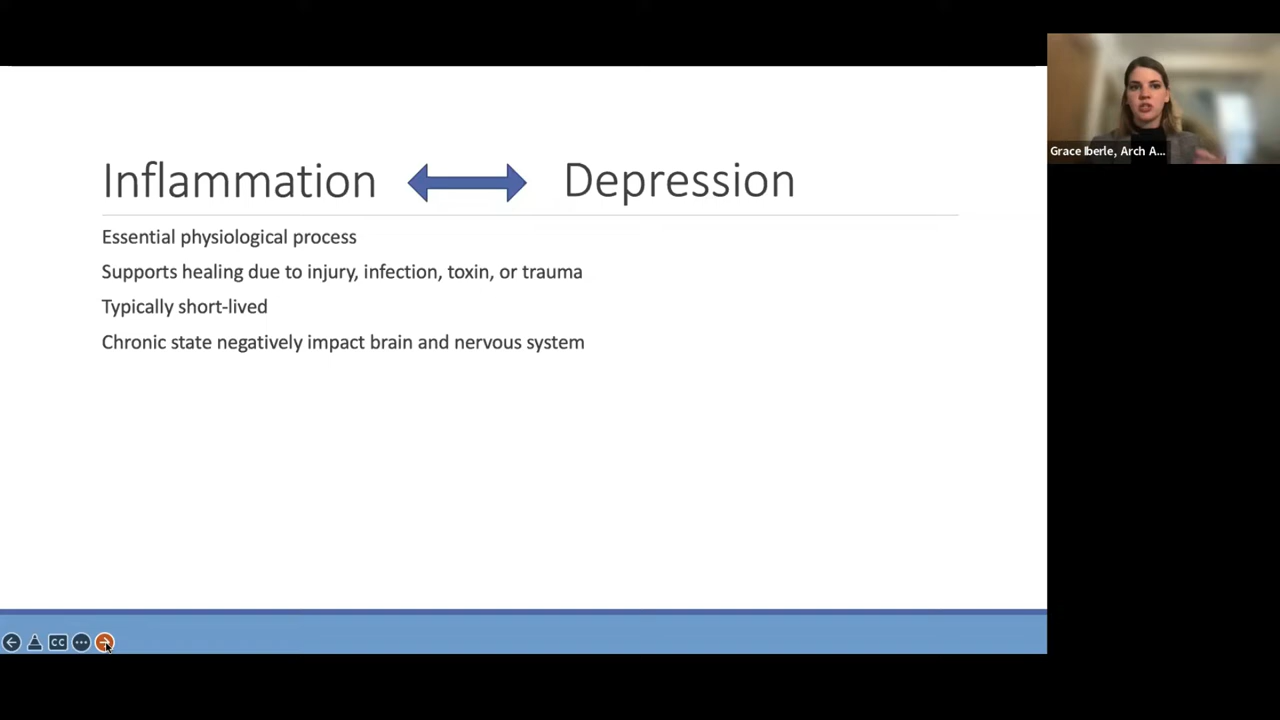 Inflammation Depression
Essential physiological process
Supports healing due to injury, infection, toxin, or trauma
Typically short-lived
Chronic state negatively impact brain and nervous system
Grace Iberle, Arch A...
CC